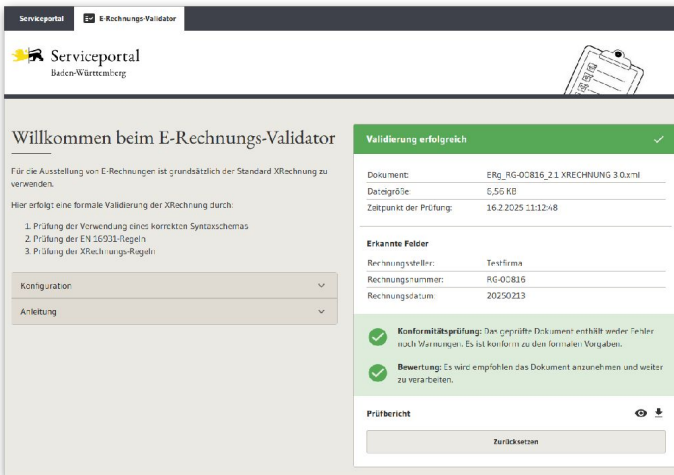 Serviceportal
E-Rechnungs-Validator
Serviceportal
Baden-Württemberg
Willkommen beim E-Rechnungs-Validator
Für die Ausstellung von E-Rechnungen ist grundsätzlich der Standard XRechnung zu
verwenden.
Hier erfolgt eine formale Validierung der XRechnung durch:
1. Prüfung der Verwendung eines korrekten Syntaxschemas
2. Prüfung der EN 16931-Regeln
3. Prüfung der XRechnungs-Regeln
Konfiguration
Anleitung
Validierung erfolgreich
Dokument: ERg_RG-00816_2.1 XRECHNUNG 3.0.xml
Dateigröße: 6,56 KB
Zeitpunkt der Prüfung: 16.2.2025 11:12:48
Erkannte Felder
Rechnungssteller: Testfirma
Rechnungsnummer: RG-00816
Rechnungsdatum: 20250213
Konformitätsprüfung: Das geprüfte Dokument enthält weder Fehler
noch Warnungen. Es ist konform zu den formalen Vorgaben.
Bewertung: Es wird empfohlen das Dokument anzunehmen und weiter
zu verarbeiten.
Prüfbericht
Zurücksetzen